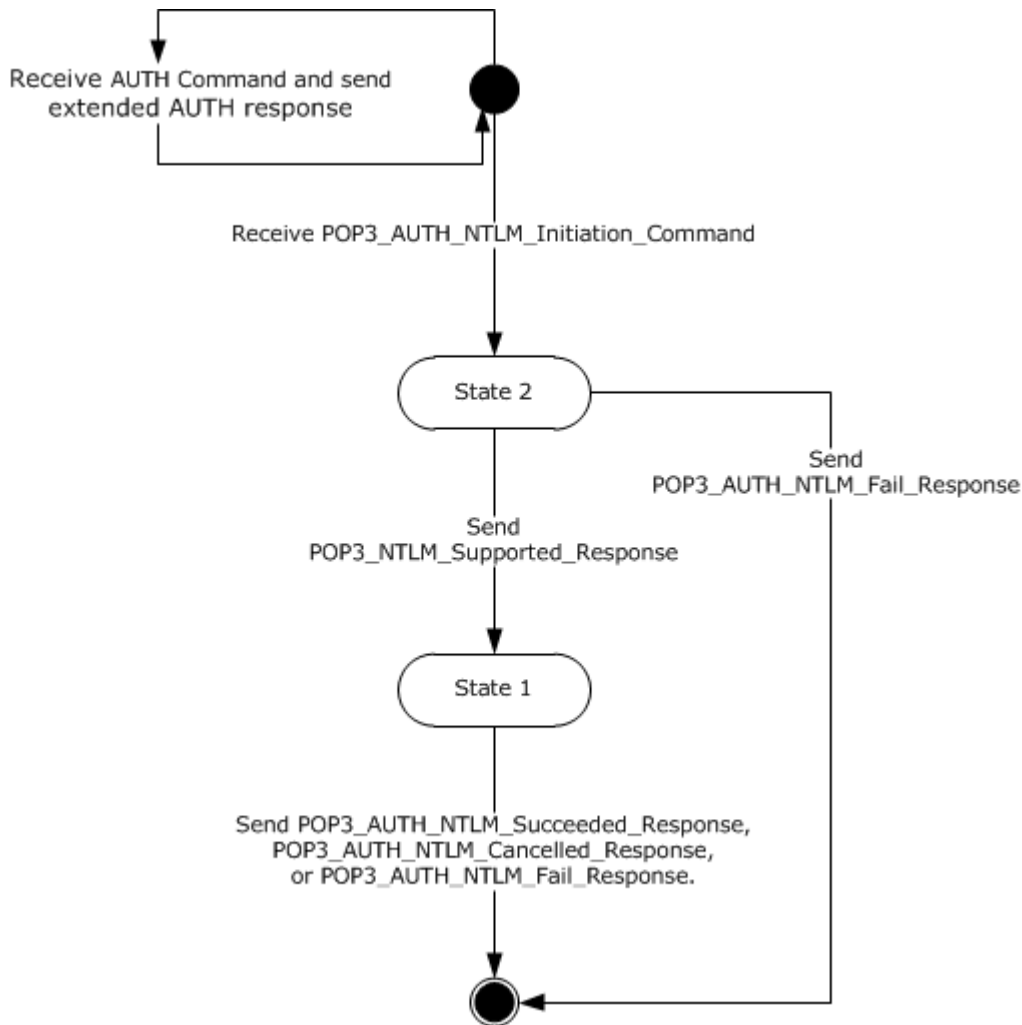 Receive AUTH Command and send
extended AUTH response
Receive POP3_AUTH_NTLM_Initiation_Command
State 2
Send
POP3_AUTH_NTLM_Fail_Response
Send
POP3_NTLM_Supported_Response
State 1
Send POP3_AUTH_NTLM_Succeeded_Response,
POP3_AUTH_NTLM_Cancelled_Response,
or POP3_AUTH_NTLM_Fail_Response.